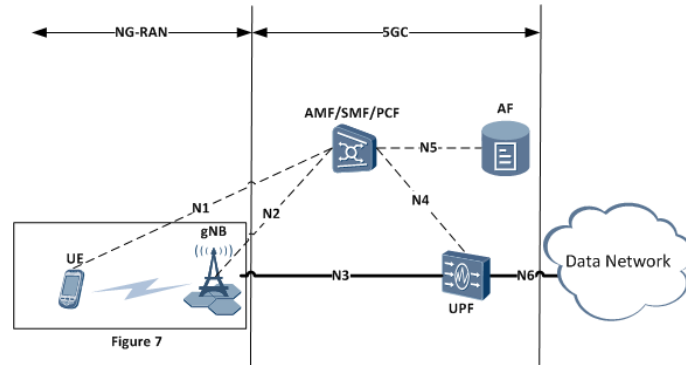 NG-RAN
5GC
AMF/SMF/PCF
AF
N5
N1
N2
N4
gNB
UE
N3
N6
Data Network
UPF
Figure 7